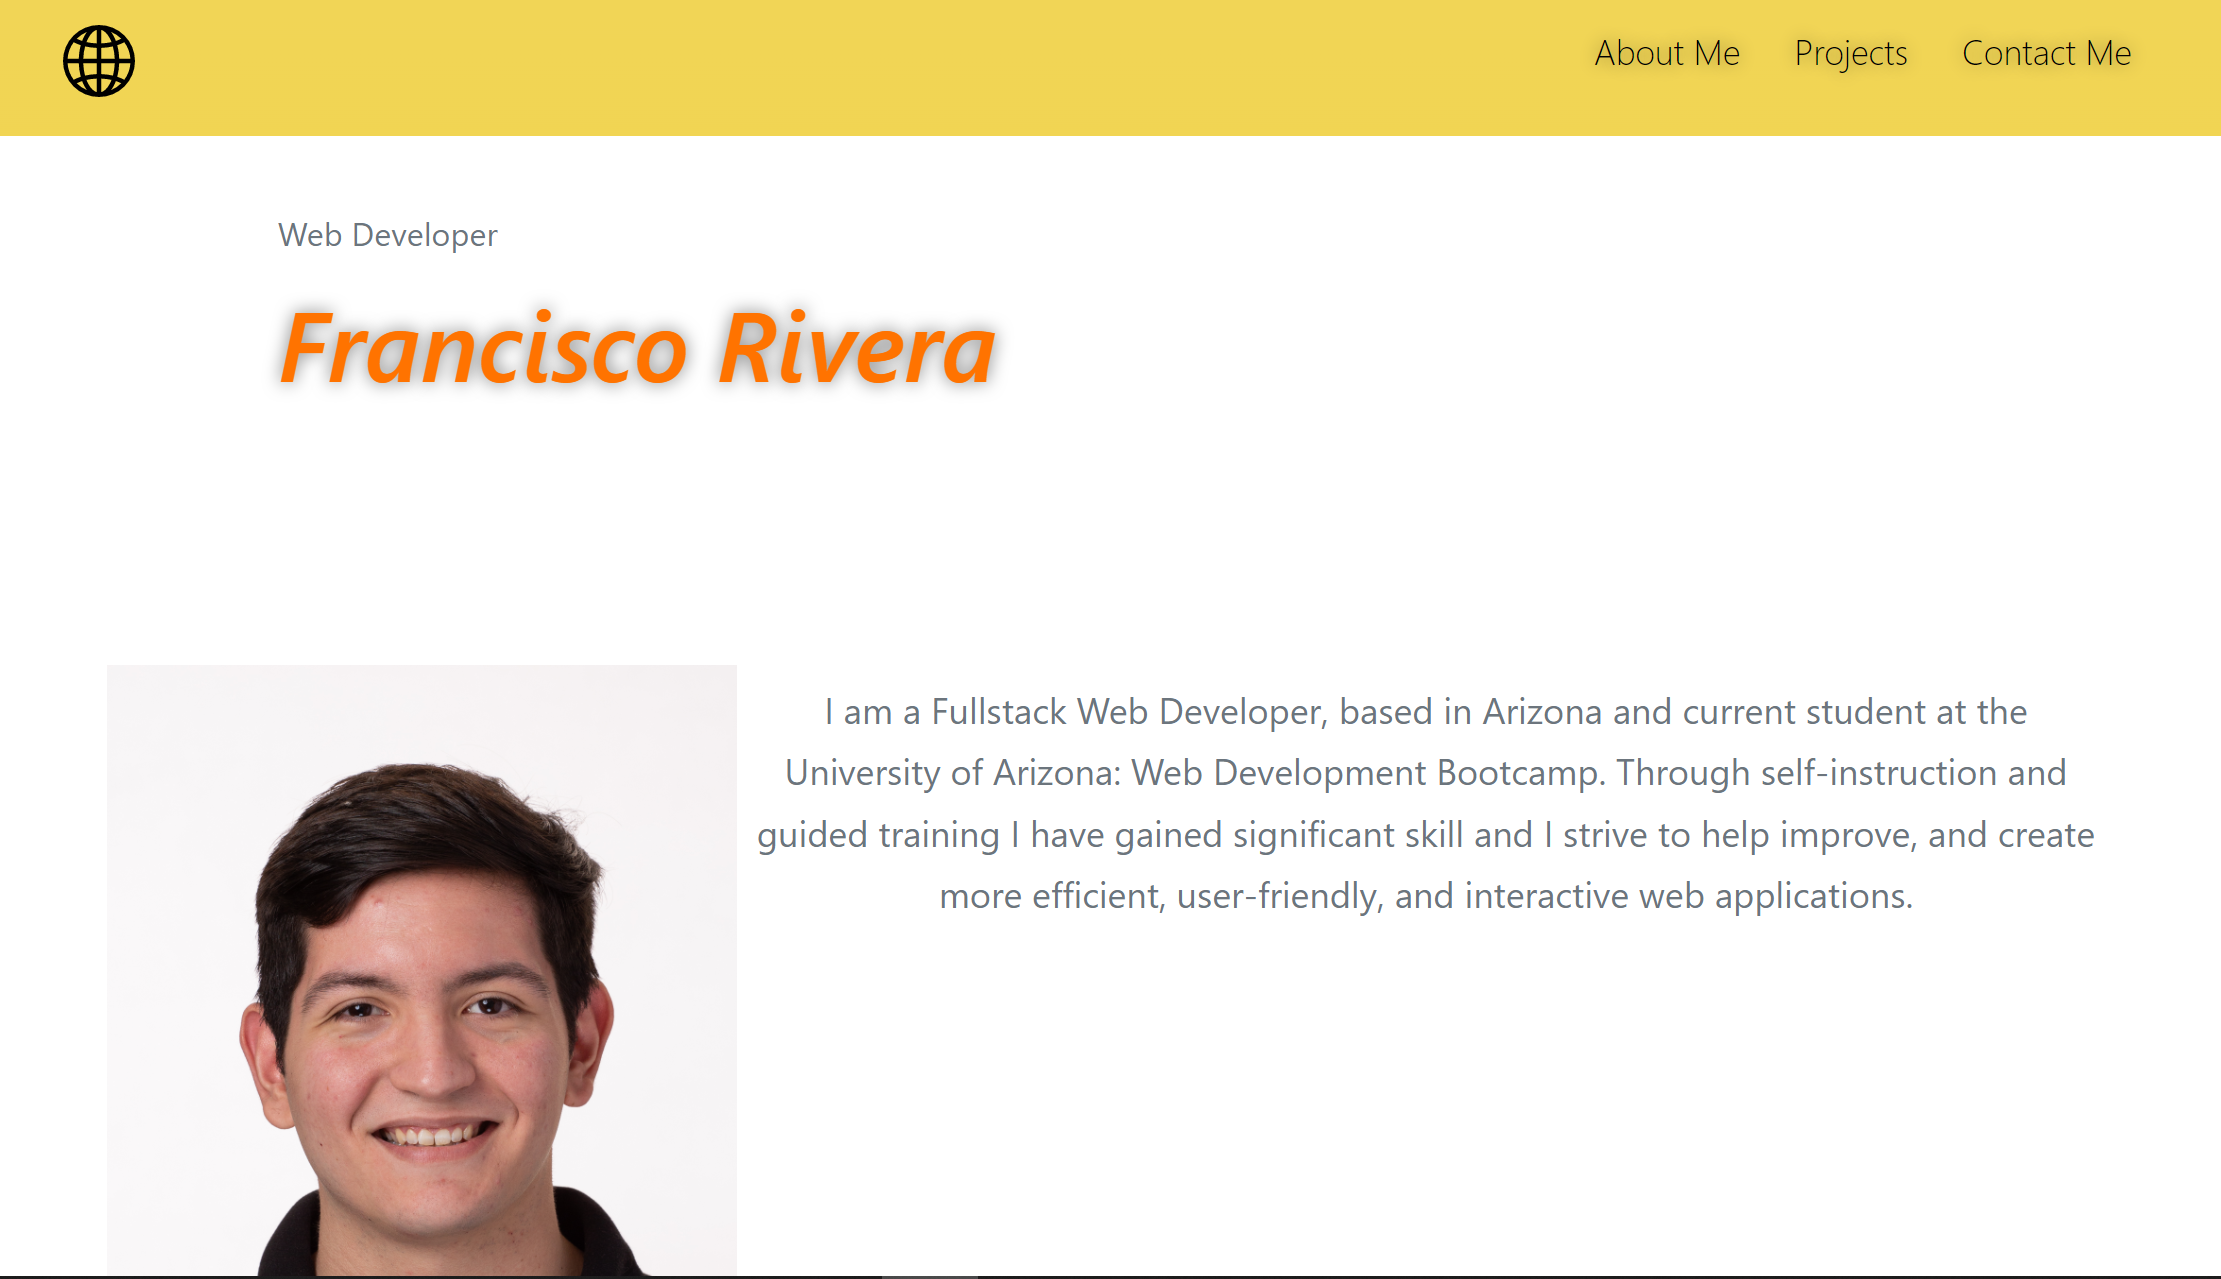 About Me Projects Contact Me
Web Developer
Francisco Rivera
I am a Fullstack Web Developer, based in Arizona and current student at the
University of Arizona: Web Development Bootcamp. Through self-instruction and
guided training I have gained significant skill and I strive to help improve, and create
more efficient, user-friendly, and interactive web applications.